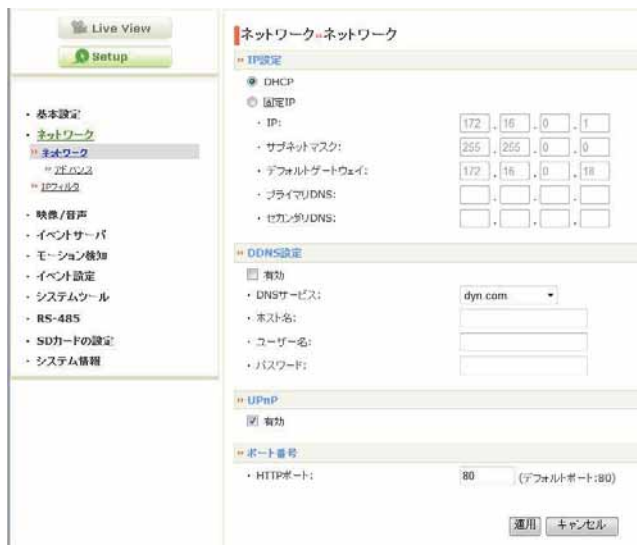 Live View
Setup
・基本設定
・ネットワーク
ネットワーク
アドバンス
IPフィルタ
・映像/音声
・イベントサーバ
・モーション検知
・イベント設定
・システムツール
・RS-485
・SDカードの設定
・システム情報
ネットワーク»ネットワーク
IP設定
DHCP
固定IP
・IP: 172 . 16 . 0 . 1
・サブネットマスク: 255 . 255 . 0 . 0
・デフォルトゲートウェイ: 172 . 16 . 0 . 18
・プライマリDNS: . . .
・セカンダリDNS: . . .
DDNS設定
有効
・DNSサービス: dyn.com
・ホスト名:
・ユーザー名:
・パスワード:
UPnP
有効
ポート番号
・HTTPポート: 80 (デフォルトポート:80)
運用 キャンセル